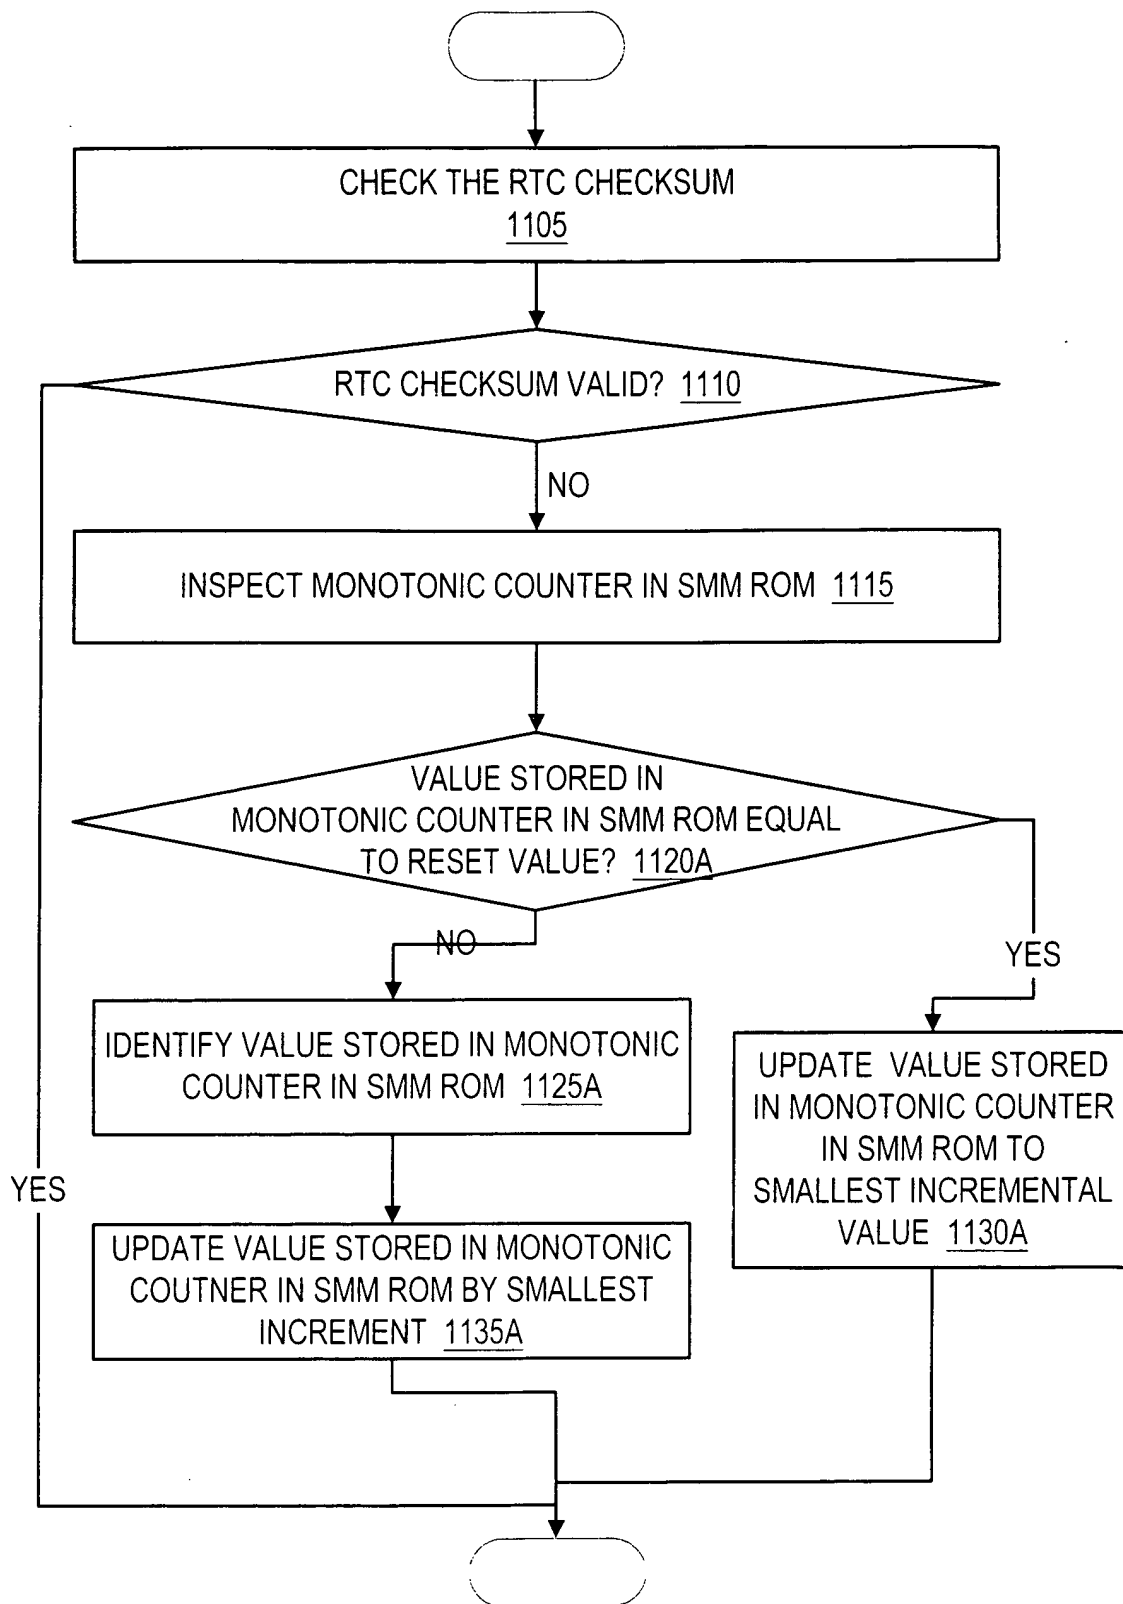 CHECK THE RTC CHECKSUM
1105
RTC CHECKSUM VALID? 1110
NO
INSPECT MONOTONIC COUNTER IN SMM ROM 1115
VALUE STORED IN
MONOTONIC COUNTER IN SMM ROM EQUAL
TO RESET VALUE? 1120A
NO
YES
IDENTIFY VALUE STORED IN MONOTONIC
COUNTER IN SMM ROM 1125A
UPDATE VALUE STORED
IN MONOTONIC COUNTER
IN SMM ROM TO
SMALLEST INCREMENTAL
VALUE 1130A
YES
UPDATE VALUE STORED IN MONOTONIC
COUTNER IN SMM ROM BY SMALLEST
INCREMENT 1135A